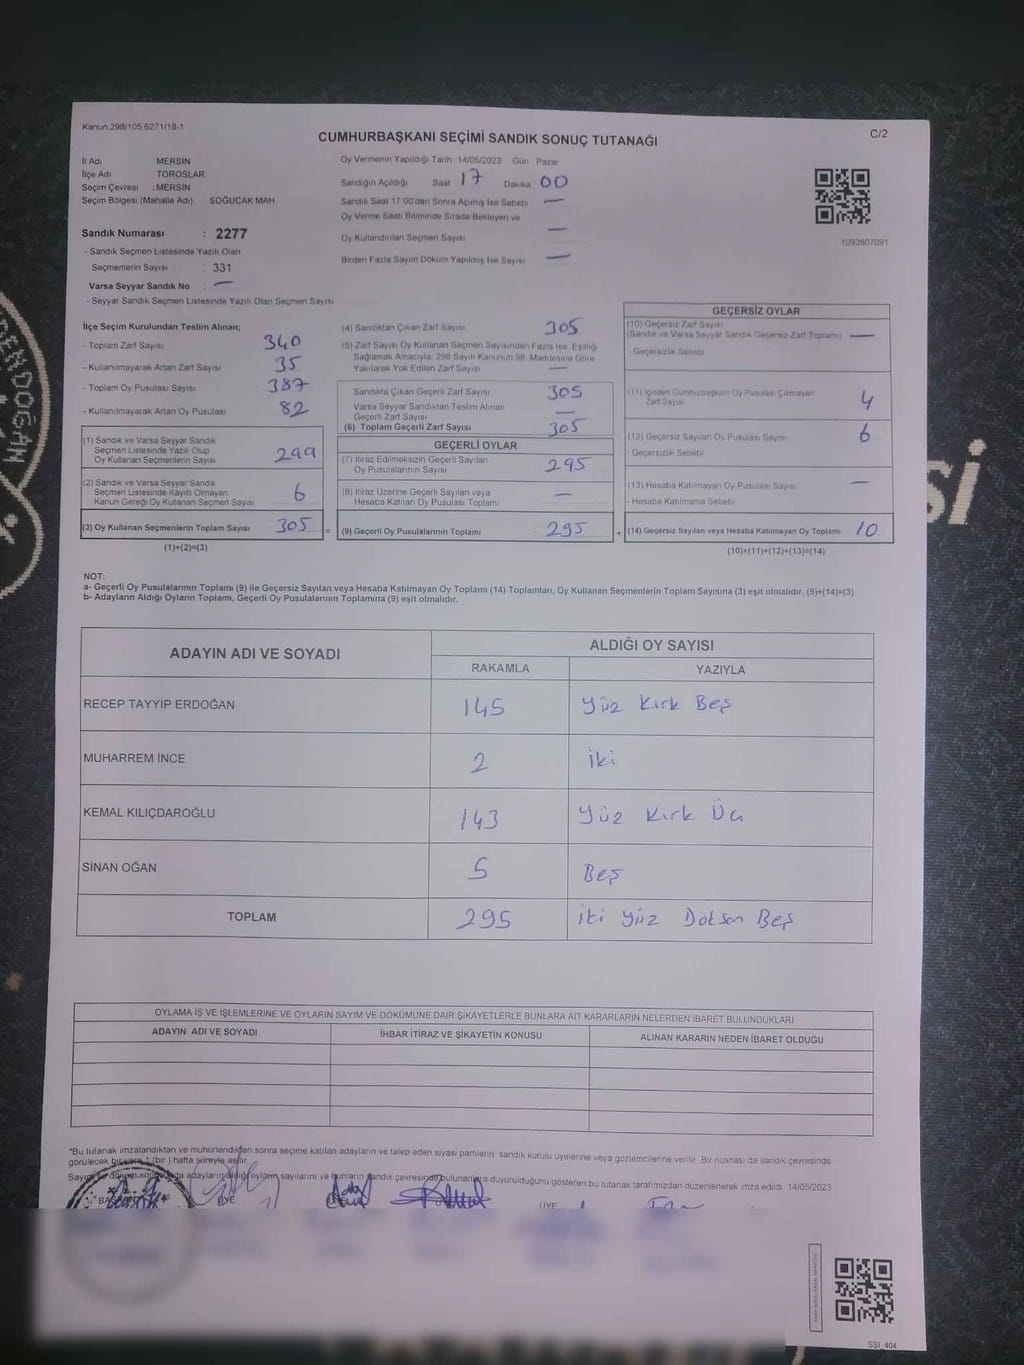 Kanun:298/105,6271/18-1
C/2
CUMHURBAŞKANI SEÇİMİ SANDIK SONUÇ TUTANAĞI
İl Adı MERSİN
İlçe Adı TOROSLAR
Seçim Çevresi : MERSİN
Seçim Bölgesi (Mahalle Adı) : SOĞUCAK MAH
Oy Vermenin Yapıldığı Tarih 14/05/2023 Gün Pazar
Sandığın Açıldığı Saat 17 Dakika 00
Sandık Saat 17:00'den Sonra Açılmış İse Sebebi —
Oy Verme Saati Bitiminde Sırada Bekleyen ve
Oy Kullandırılan Seçmen Sayısı —
Birden Fazla Sayım Döküm Yapılmış İse Sayısı —
1093807091
Sandık Numarası : 2277
- Sandık Seçmen Listesinde Yazılı Olan
Seçmenlerin Sayısı : 331
Varsa Seyyar Sandık No : —
- Seyyar Sandık Seçmen Listesinde Yazılı Olan Seçmen Sayısı
İlçe Seçim Kurulundan Teslim Alınan;
- Toplam Zarf Sayısı 340
- Kullanılmayarak Artan Zarf Sayısı 35
- Toplam Oy Pusulası Sayısı 387
- Kullanılmayarak Artan Oy Pusulası 82
(1) Sandık ve Varsa Seyyar Sandık
Seçmen Listesinde Yazılı Olup
Oy Kullanan Seçmenlerin Sayısı 299
(2) Sandık ve Varsa Seyyar Sandık
Seçmen Listesinde Kayıtlı Olmayan
Kanun Gereği Oy Kullanan Seçmen Sayısı 6
(3) Oy Kullanan Seçmenlerin Toplam Sayısı 305 =
(1)+(2)=(3)
(4) Sandıktan Çıkan Zarf Sayısı 305
(5) Zarf Sayısı Oy Kullanan Seçmen Sayısından Fazla İse, Eşitliği
Sağlamak Amacıyla; 298 Sayılı Kanunun 98. Maddesine Göre
Yakılarak Yok Edilen Zarf Sayısı —
Sandıkta Çıkan Geçerli Zarf Sayısı 305
Varsa Seyyar Sandıktan Teslim Alınan
Geçerli Zarf Sayısı —
(6) Toplam Geçerli Zarf Sayısı 305
GEÇERLİ OYLAR
(7) İtiraz Edilmeksizin Geçerli Sayılan
Oy Pusulalarının Sayısı 295
(8) İtiraz Üzerine Geçerli Sayılan veya
Hesaba Katılan Oy Pusulası Toplamı —
(9) Geçerli Oy Pusulalarının Toplamı 295 +
GEÇERSİZ OYLAR
(10) Geçersiz Zarf Sayısı
(Sandık ve Varsa Seyyar Sandık Geçersiz Zarf Toplamı) —
- Geçersizlik Sebebi
(11) İçinden Cumhurbaşkanı Oy Pusulası Çıkmayan
Zarf Sayısı 4
(12) Geçersiz Sayılan Oy Pusulası Sayısı 6
- Geçersizlik Sebebi
(13) Hesaba Katılmayan Oy Pusulası Sayısı —
- Hesaba Katılmama Sebebi
(14) Geçersiz Sayılan veya Hesaba Katılmayan Oy Toplamı 10
(10)+(11)+(12)+(13)=(14)
NOT:
a- Geçerli Oy Pusulalarının Toplamı (9) ile Geçersiz Sayılan veya Hesaba Katılmayan Oy Toplamı (14) Toplamları, Oy Kullanan Seçmenlerin Toplam Sayısına (3) eşit olmalıdır. (9)+(14)=(3)
b- Adayların Aldığı Oyların Toplamı, Geçerli Oy Pusulalarının Toplamına (9) eşit olmalıdır.
ADAYIN ADI VE SOYADI
ALDIĞI OY SAYISI
RAKAMLA YAZIYLA
RECEP TAYYİP ERDOĞAN 145 Yüz Kırk Beş
MUHARREM İNCE 2 İki
KEMAL KILIÇDAROĞLU 143 Yüz Kırk Üç
SİNAN OĞAN 5 Beş
TOPLAM 295 İki Yüz Doksan Beş
OYLAMA İŞ VE İŞLEMLERİNE VE OYLARIN SAYIM VE DÖKÜMÜNE DAİR ŞİKAYETLERLE BUNLARA AİT KARARLARIN NELERDEN İBARET BULUNDUKLARI
ADAYIN ADI VE SOYADI İHBAR İTİRAZ VE ŞİKAYETİN KONUSU ALINAN KARARIN NEDEN İBARET OLDUĞU
*Bu tutanak imzalandıktan ve mühürlendikten sonra seçime katılan adayların ve talep eden siyasi partilerin sandık kurulu üyelerine veya gözlemcilerine verilir. Bir nüshası da sandık çevresinde
görülecek bir yere 1 (bir) hafta süreyle asılır.
Sayım ve döküm sonucunda adayların aldığı oyların sayılarını ve bunların sandık çevresinde bulunanlara duyurulduğunu gösteren bu tutanak tarafımızdan düzenlenerek imza edildi. 14/05/2023
BAŞKAN ÜYE ÜYE
SSI_404